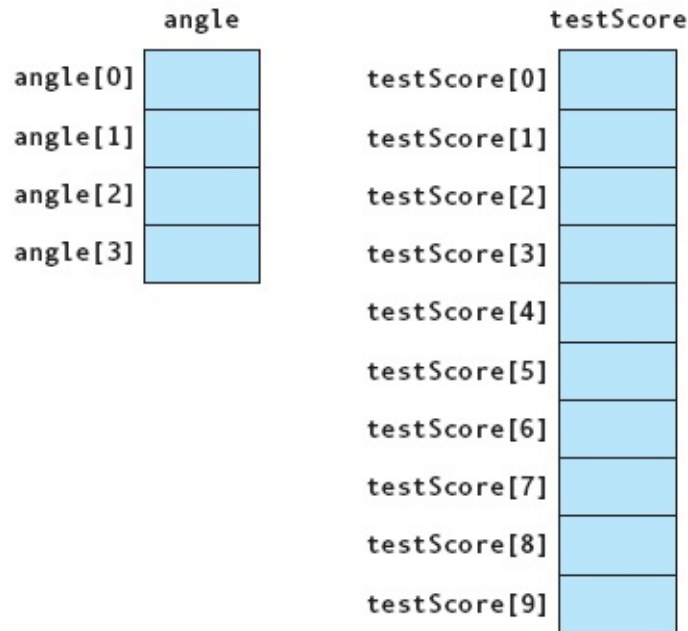 angle
angle[0]
angle[1]
angle[2]
angle[3]
testScore
testScore[0]
testScore[1]
testScore[2]
testScore[3]
testScore[4]
testScore[5]
testScore[6]
testScore[7]
testScore[8]
testScore[9]